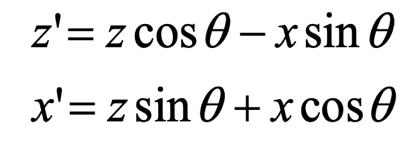 z'= z cos θ − x sin θ
x'= z sin θ + x cos θ